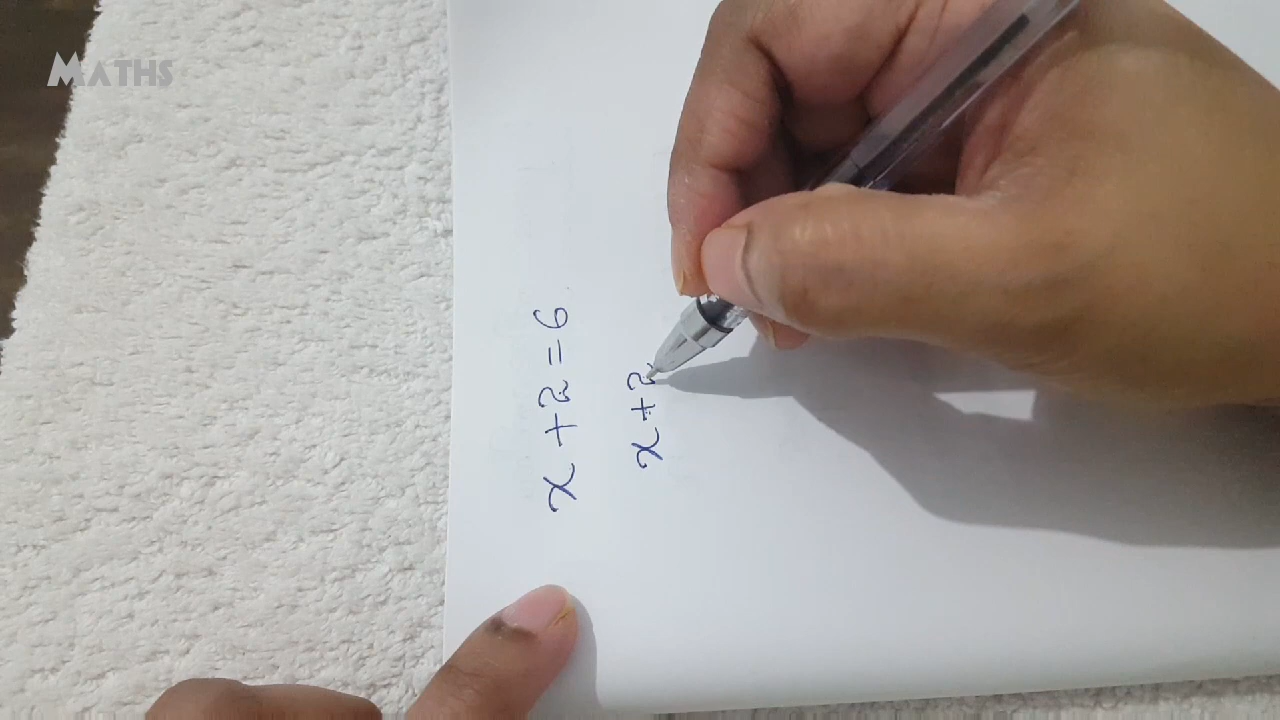 MATHS
x + 2 = 6
x + 2